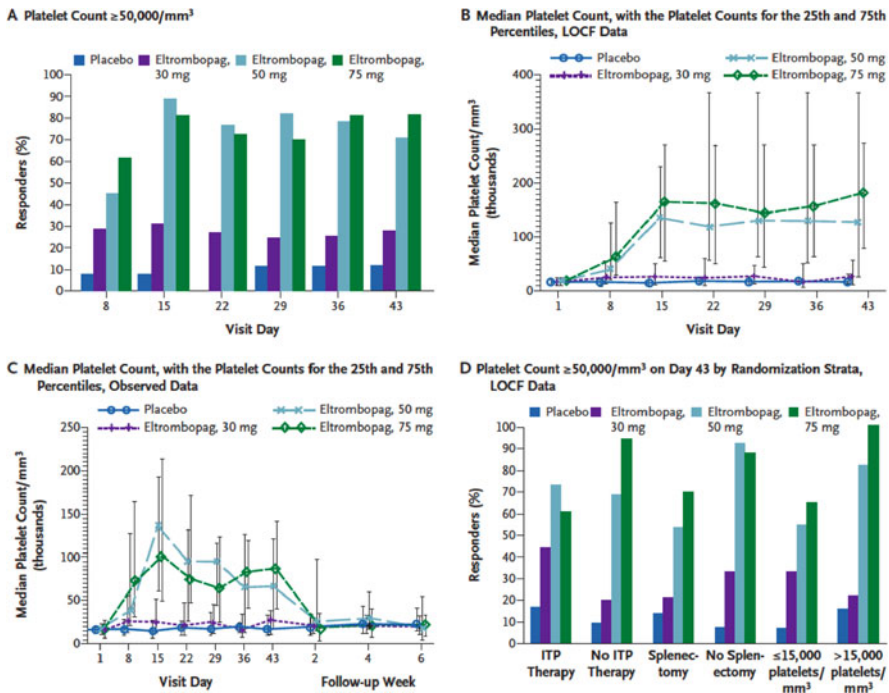 A Platelet Count ≥50,000/mm³
Placebo
Eltrombopag, 30 mg
Eltrombopag, 50 mg
Eltrombopag, 75 mg
Responders (%)
100
90
80
70
60
50
40
30
20
10
0
8 15 22 29 36 43
Visit Day
B Median Platelet Count, with the Platelet Counts for the 25th and 75th
Percentiles, LOCF Data
Placebo
Eltrombopag, 30 mg
Eltrombopag, 50 mg
Eltrombopag, 75 mg
Median Platelet Count/mm³
(thousands)
400
300
200
100
0
1 8 15 22 29 36 43
Visit Day
C Median Platelet Count, with the Platelet Counts for the 25th and 75th
Percentiles, Observed Data
Placebo
Eltrombopag, 30 mg
Eltrombopag, 50 mg
Eltrombopag, 75 mg
Median Platelet Count/mm³
(thousands)
250
200
150
100
50
0
1 8 15 22 29 36 43 2 4 6
Visit Day Follow-up Week
D Platelet Count ≥50,000/mm³ on Day 43 by Randomization Strata,
LOCF Data
Placebo
Eltrombopag, 30 mg
Eltrombopag, 50 mg
Eltrombopag, 75 mg
Responders (%)
100
90
80
70
60
50
40
30
20
10
0
ITP Therapy
No ITP Therapy
Splenec-
tomy
No Splen-
ectomy
≤15,000
platelets/
mm³
>15,000
platelets/
mm³